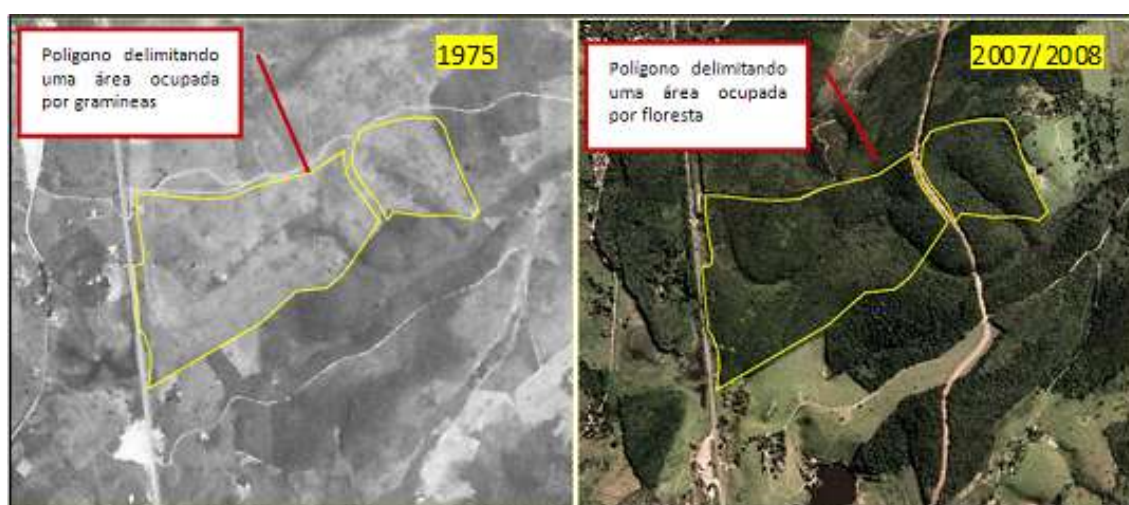 Polígono delimitando
uma área ocupada
por gramíneas
1975
Polígono delimitando
uma área ocupada
por floresta
2007/2008